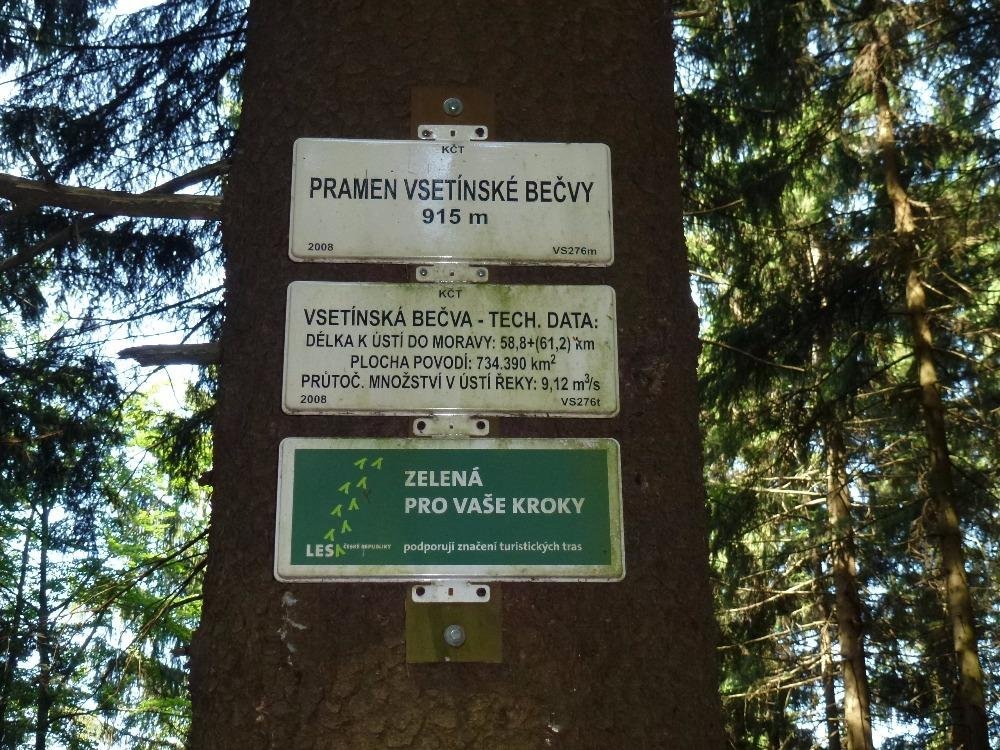 KČT
PRAMEN VSETÍNSKÉ BEČVY
915 m
2008 VS276m
KČT
VSETÍNSKÁ BEČVA - TECH. DATA:
DÉLKA K ÚSTÍ DO MORAVY: 58,8+(61,2) km
PLOCHA POVODÍ: 734.390 km²
PRŮTOČ. MNOŽSTVÍ V ÚSTÍ ŘEKY: 9,12 m³/s
2008 VS276t
ZELENÁ
PRO VAŠE KROKY
LESY ČESKÉ REPUBLIKY podporují značení turistických tras